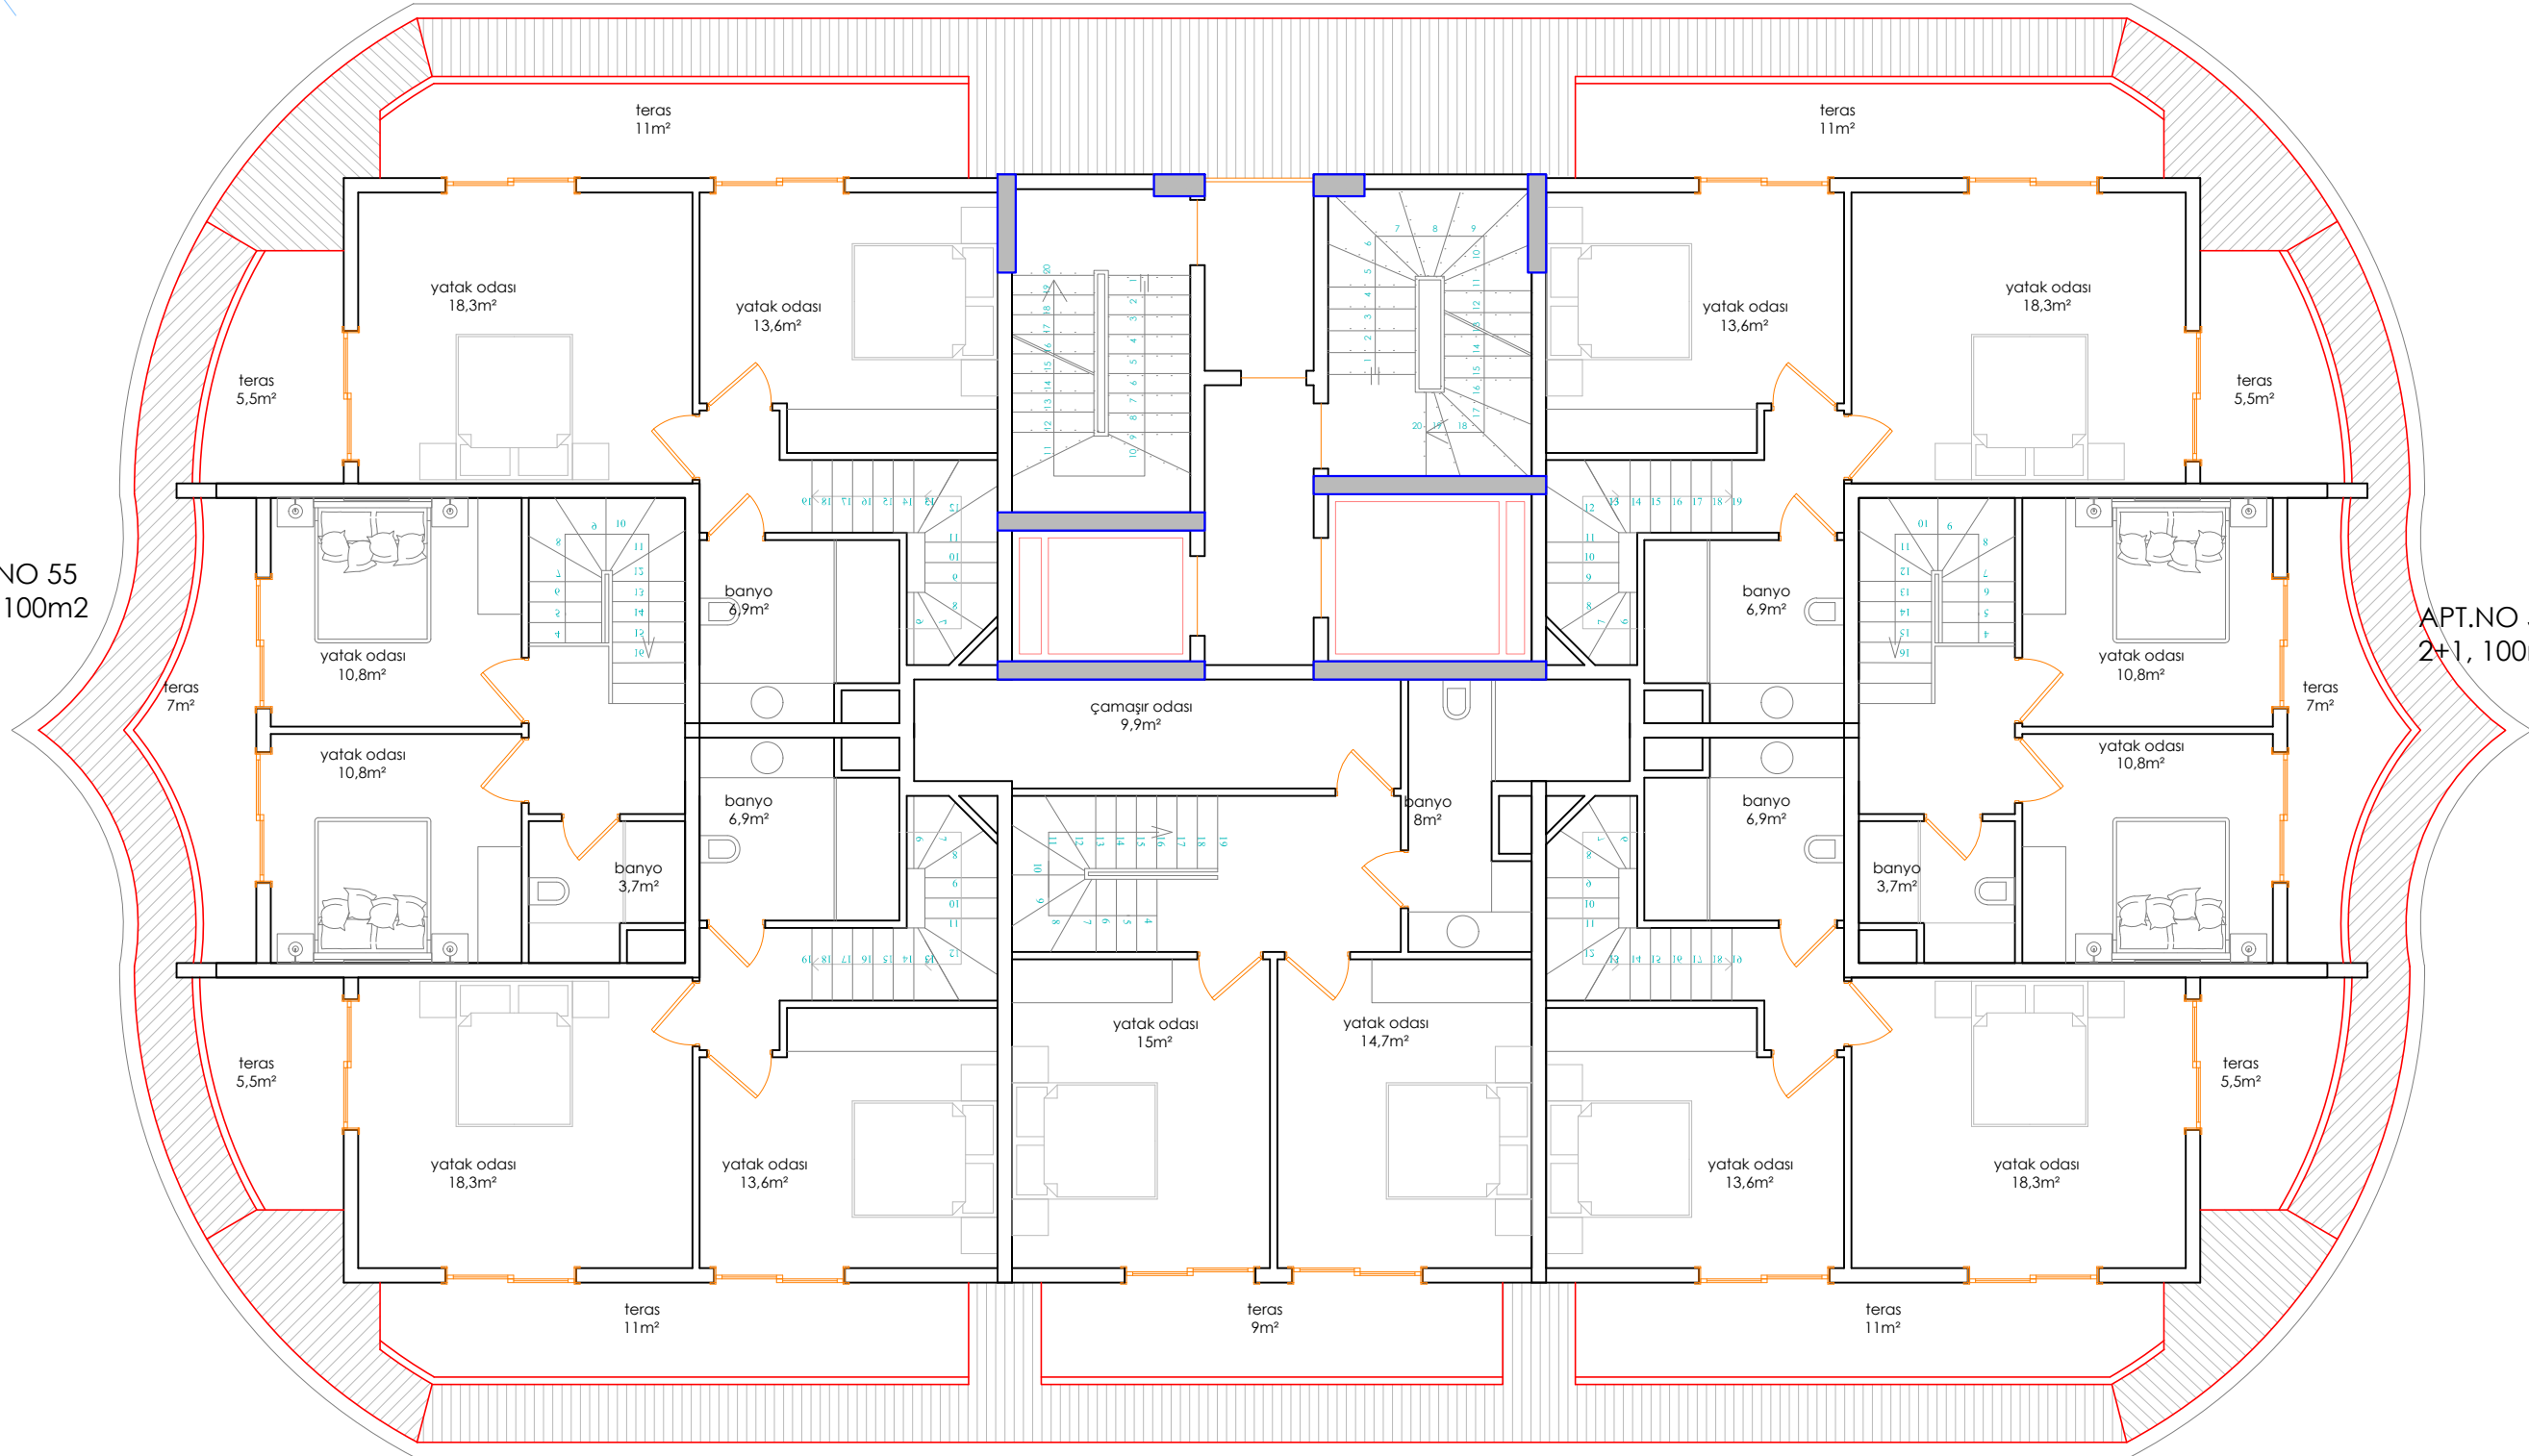 teras
11m²
teras
11m²
yatak odası
18,3m²
yatak odası
13,6m²
yatak odası
13,6m²
yatak odası
18,3m²
teras
5,5m²
teras
5,5m²
NO 55
100m2
banyo
6,9m²
banyo
6,9m²
APT.NO
2+1, 100
yatak odası
10,8m²
yatak odası
10,8m²
teras
7m²
teras
7m²
çamaşır odası
9,9m²
yatak odası
10,8m²
yatak odası
10,8m²
banyo
6,9m²
banyo
8m²
banyo
6,9m²
banyo
3,7m²
banyo
3,7m²
yatak odası
15m²
yatak odası
14,7m²
teras
5,5m²
teras
5,5m²
yatak odası
18,3m²
yatak odası
13,6m²
yatak odası
13,6m²
yatak odası
18,3m²
teras
11m²
teras
9m²
teras
11m²